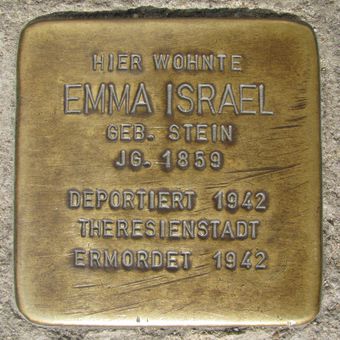 HIER WOHNTE
EMMA ISRAEL
GEB. STEIN
JG. 1859
DEPORTIERT 1942
THERESIENSTADT
ERMORDET 1942